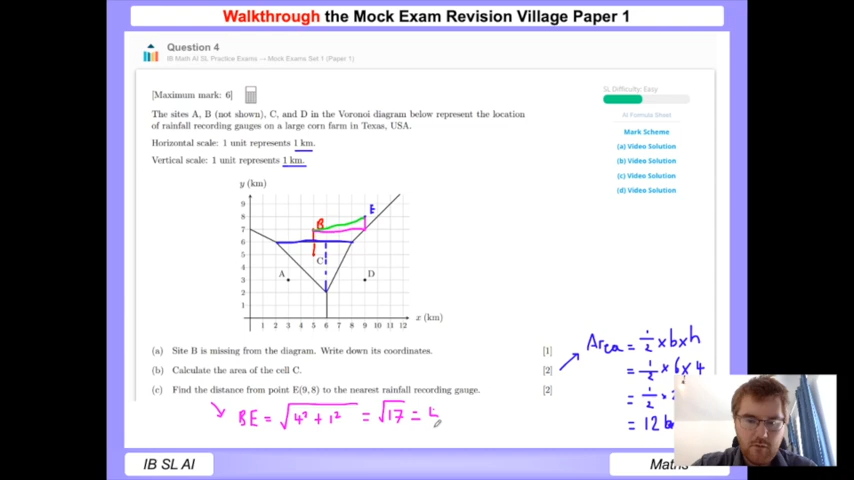 Walkthrough the Mock Exam Revision Village Paper 1
Question 4
IB Math AI SL Practice Exams → Mock Exams Set 1 (Paper 1)
[Maximum mark: 6]
The sites A, B (not shown), C, and D in the Voronoi diagram below represent the location
of rainfall recording gauges on a large corn farm in Texas, USA.
Horizontal scale: 1 unit represents 1 km.
Vertical scale: 1 unit represents 1 km.
SL Difficulty: Easy
AI Formula Sheet
Mark Scheme
(a) Video Solution
(b) Video Solution
(c) Video Solution
(d) Video Solution
y (km)
9
8
7
6
5
4
3
2
1
B
E
C
A
D
1 2 3 4 5 6 7 8 9 10 11 12
x (km)
(a) Site B is missing from the diagram. Write down its coordinates. [1]
(b) Calculate the area of the cell C. [2]
(c) Find the distance from point E(9, 8) to the nearest rainfall recording gauge. [2]
Area = 1/2 × b × h
= 1/2 × 6 × 4
= 1/2 ×
= 12
BE = √4² + 1² = √17 =
IB SL AI